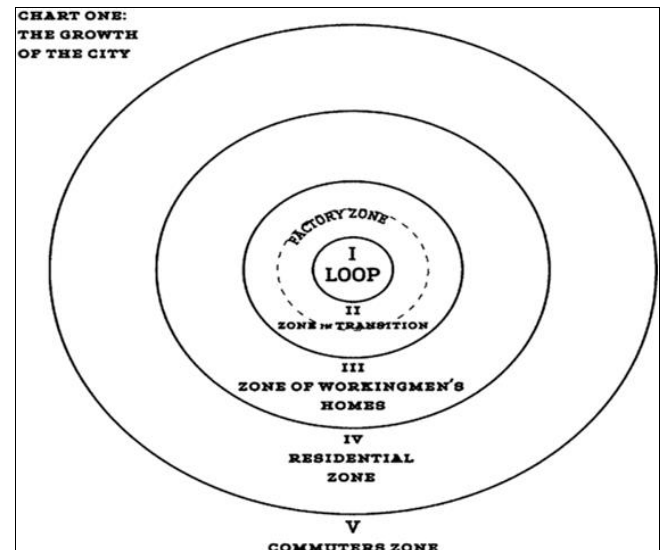 CHART ONE:
THE GROWTH
OF THE CITY
FACTORY ZONE
I
LOOP
II
ZONE IN TRANSITION
III
ZONE OF WORKINGMEN'S
HOMES
IV
RESIDENTIAL
ZONE
V
COMMUTERS ZONE